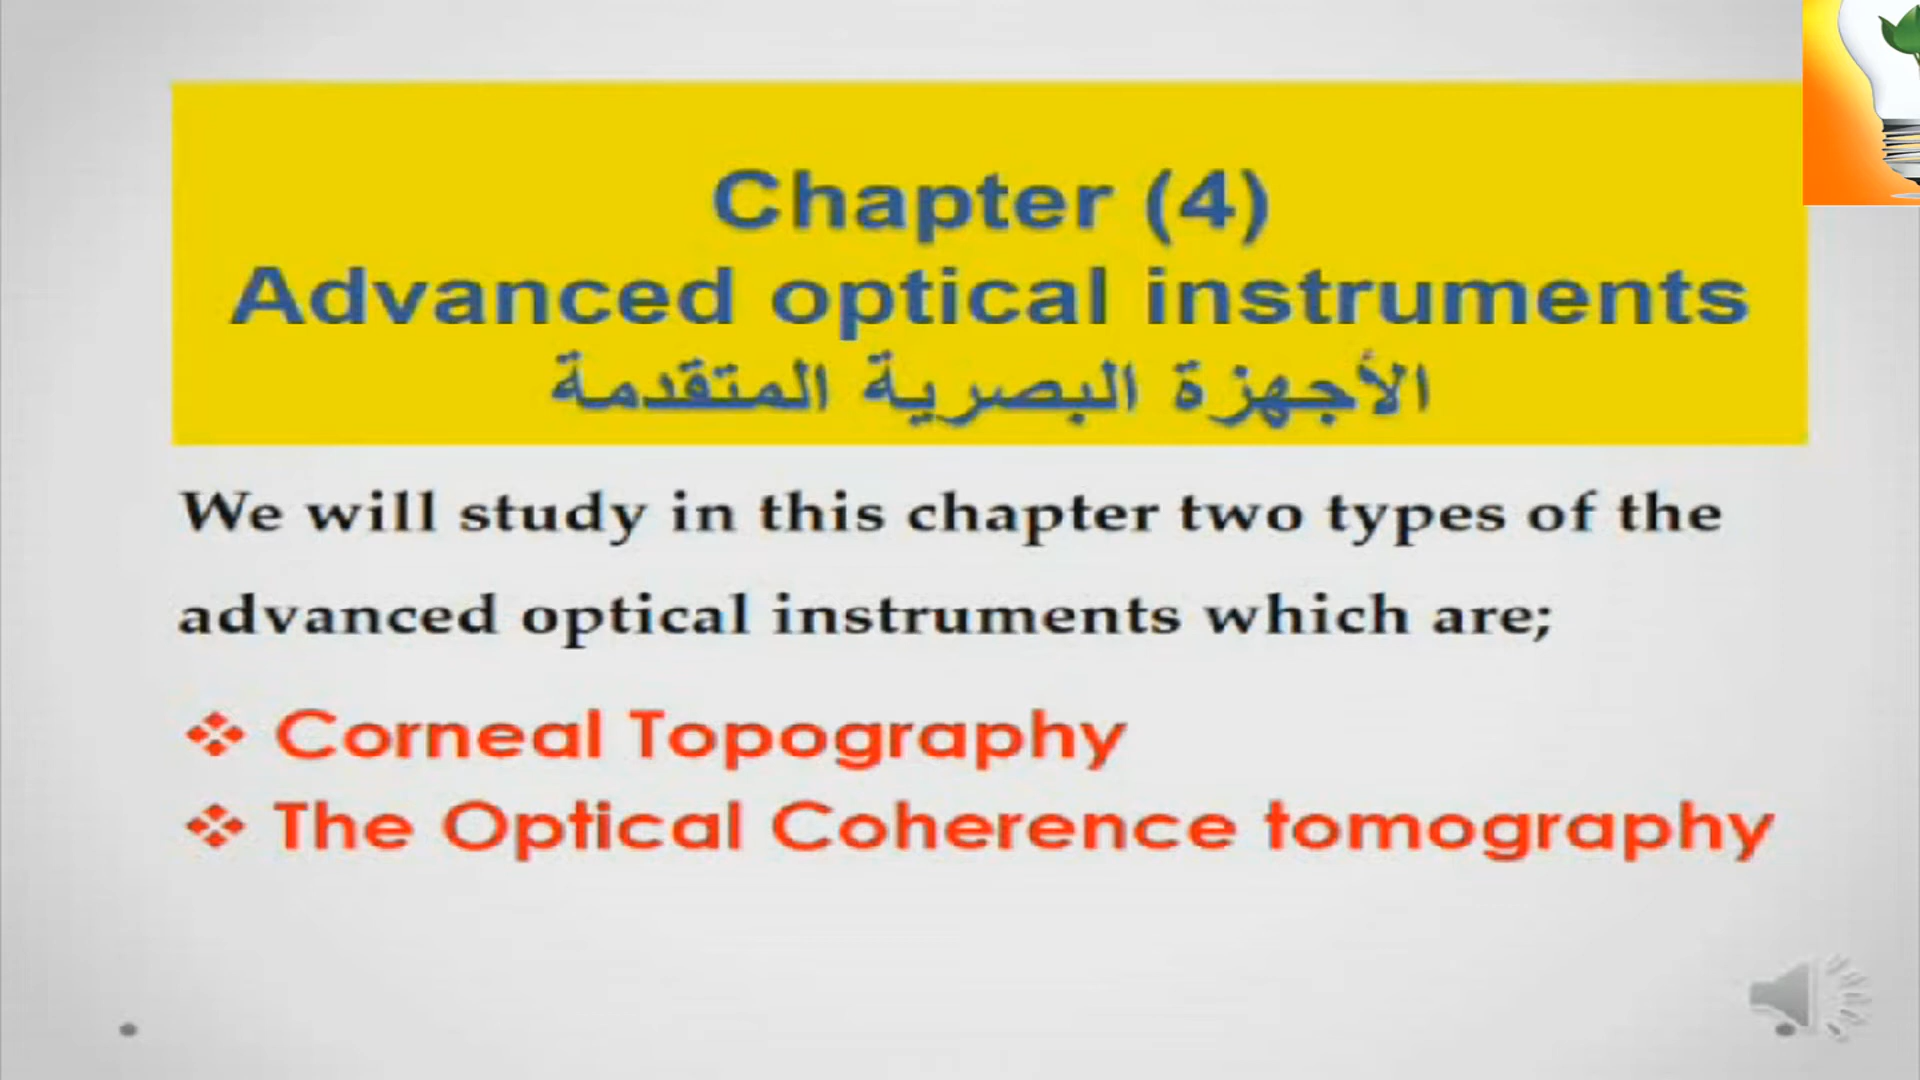 Chapter (4)
Advanced optical instruments
الأجهزة البصرية المتقدمة
We will study in this chapter two types of the
advanced optical instruments which are;
❖ Corneal Topography
❖ The Optical Coherence tomography